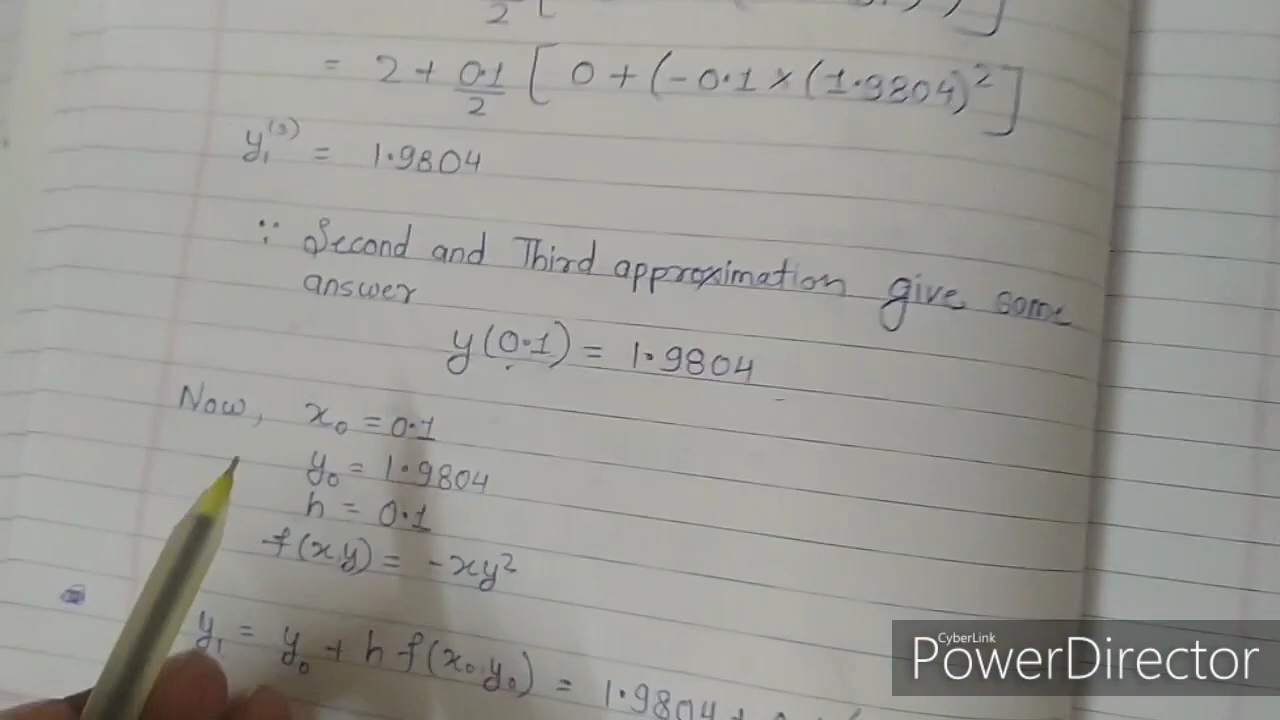 2 [
= 2 + 0.1/2 [ 0 + (-0.1 × (1.9804)² ]
y₁⁽³⁾ = 1.9804
∵ Second and Third approximation give same
answer
y(0.1) = 1.9804
Now, x₀ = 0.1
y₀ = 1.9804
h = 0.1
f(x,y) = -xy²
y₁ = y₀ + h f(x₀,y₀) = 1.9804 +
CyberLink
PowerDirector